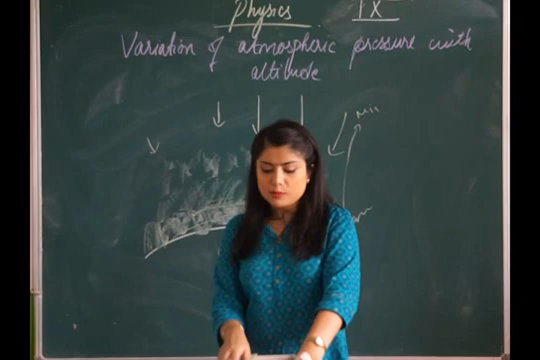 Physics
IX
Variation of atmospheric pressure with
altitude